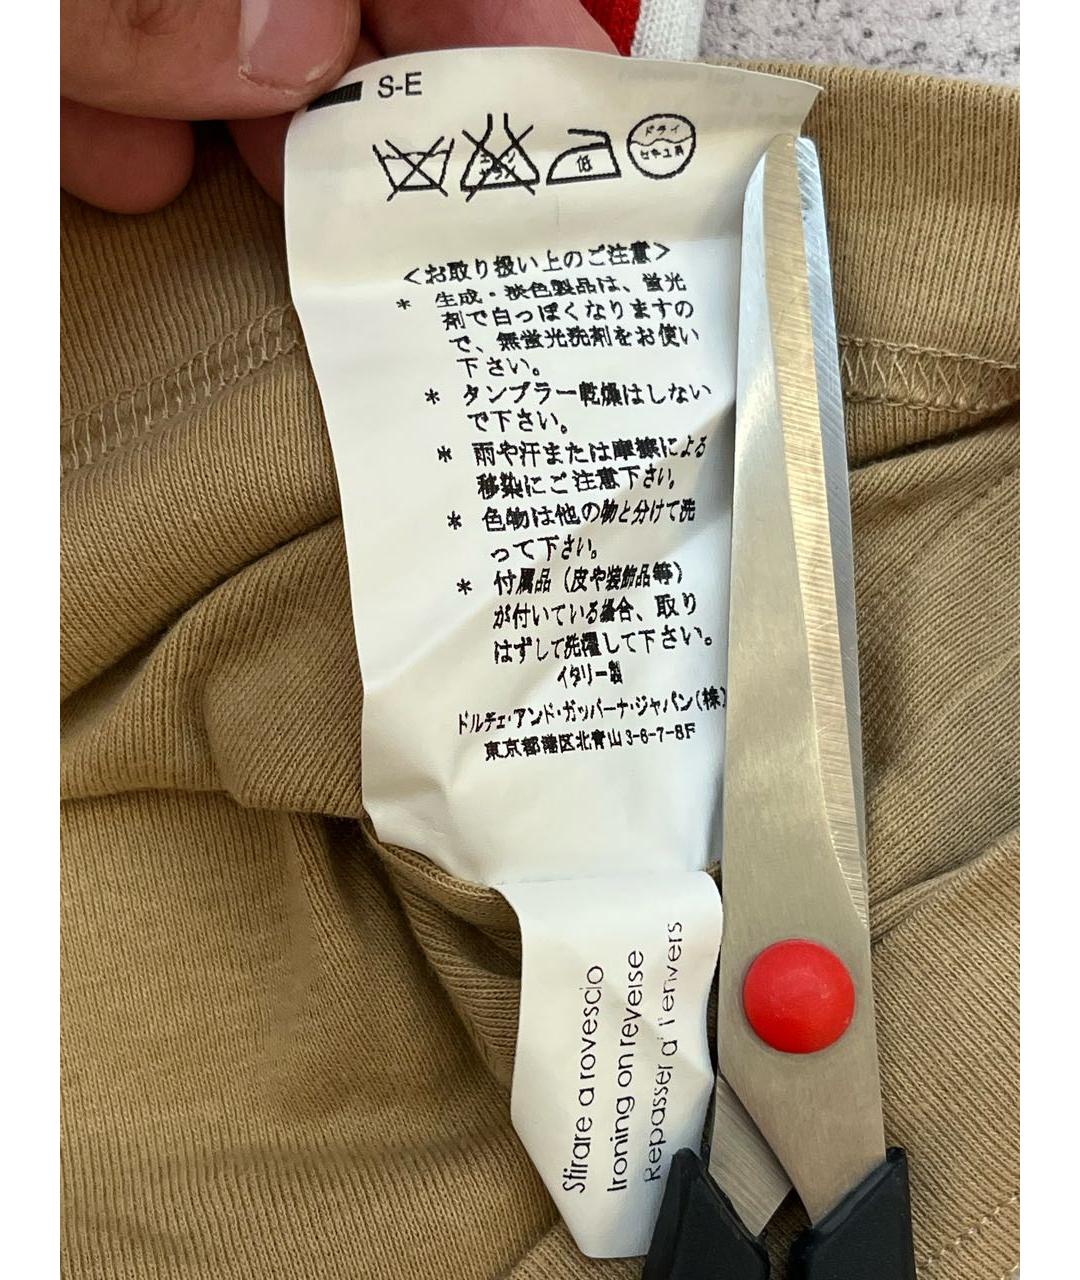 S-E
エンソ
サラシ
低
ドライ
セキユ系
＜お取り扱い上のご注意＞
* 生成・淡色製品は、蛍光
剤で白っぽくなりますの
で、無蛍光洗剤をお使い
下さい。
* タンブラー乾燥はしない
で下さい。
* 雨や汗または摩擦による
移染にご注意下さい。
* 色物は他の物と分けて洗
って下さい。
* 付属品（皮や装飾品等）
が付いている場合、取り
はずして洗濯して下さい。
イタリー製
ドルチェ・アンド・ガッバーナ・ジャパン(株)
東京都港区北青山3-6-7-8F
Stirare a rovescio
Ironing on reverse
Repasser a' l'envers